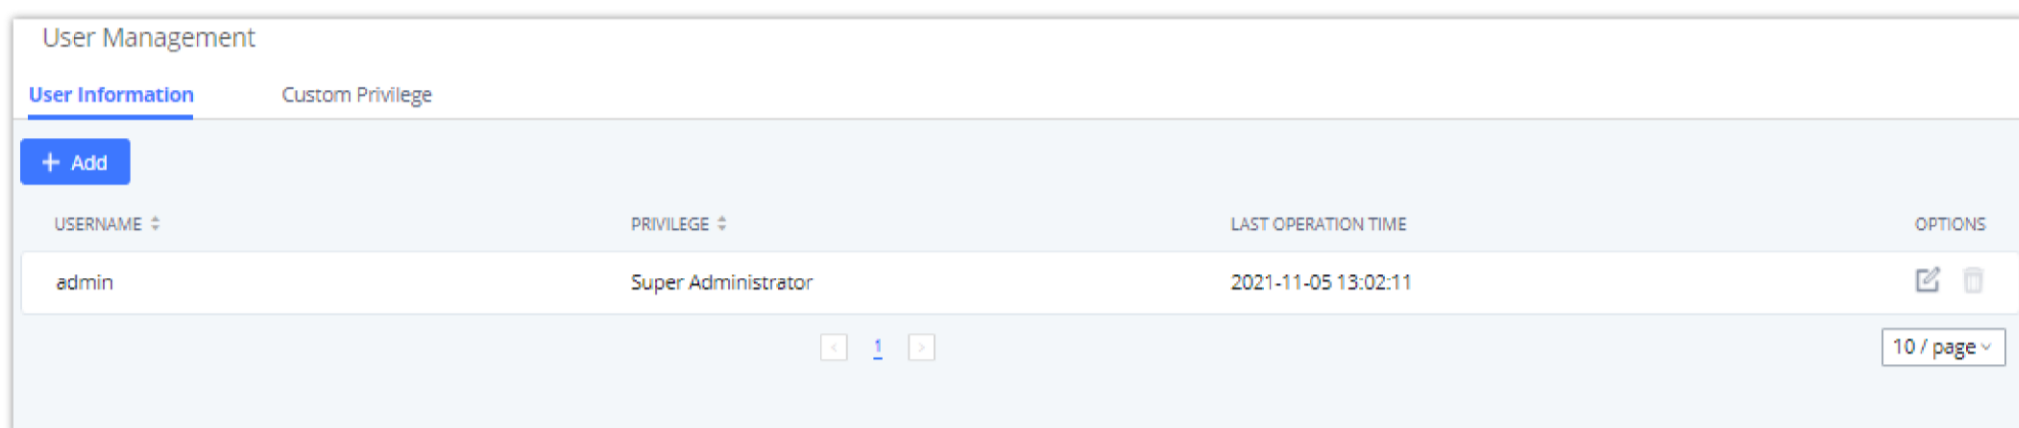 User Management
User Information Custom Privilege
+ Add
USERNAME PRIVILEGE LAST OPERATION TIME OPTIONS
admin Super Administrator 2021-11-05 13:02:11
< 1 > 10 / page